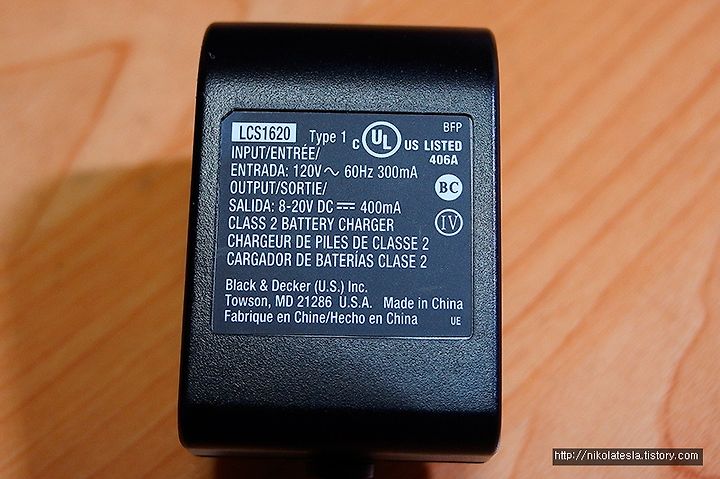 LCS1620 Type 1 C UL US LISTED BFP
406A
INPUT/ENTRÉE/
ENTRADA: 120V ~ 60Hz 300mA
OUTPUT/SORTIE/
SALIDA: 8-20V DC ⎓ 400mA
BC
IV
CLASS 2 BATTERY CHARGER
CHARGEUR DE PILES DE CLASSE 2
CARGADOR DE BATERÍAS CLASE 2
Black & Decker (U.S.) Inc.
Towson, MD 21286 U.S.A. Made in China
Fabrique en Chine/Hecho en China UE
http://nikolatesla.tistory.com